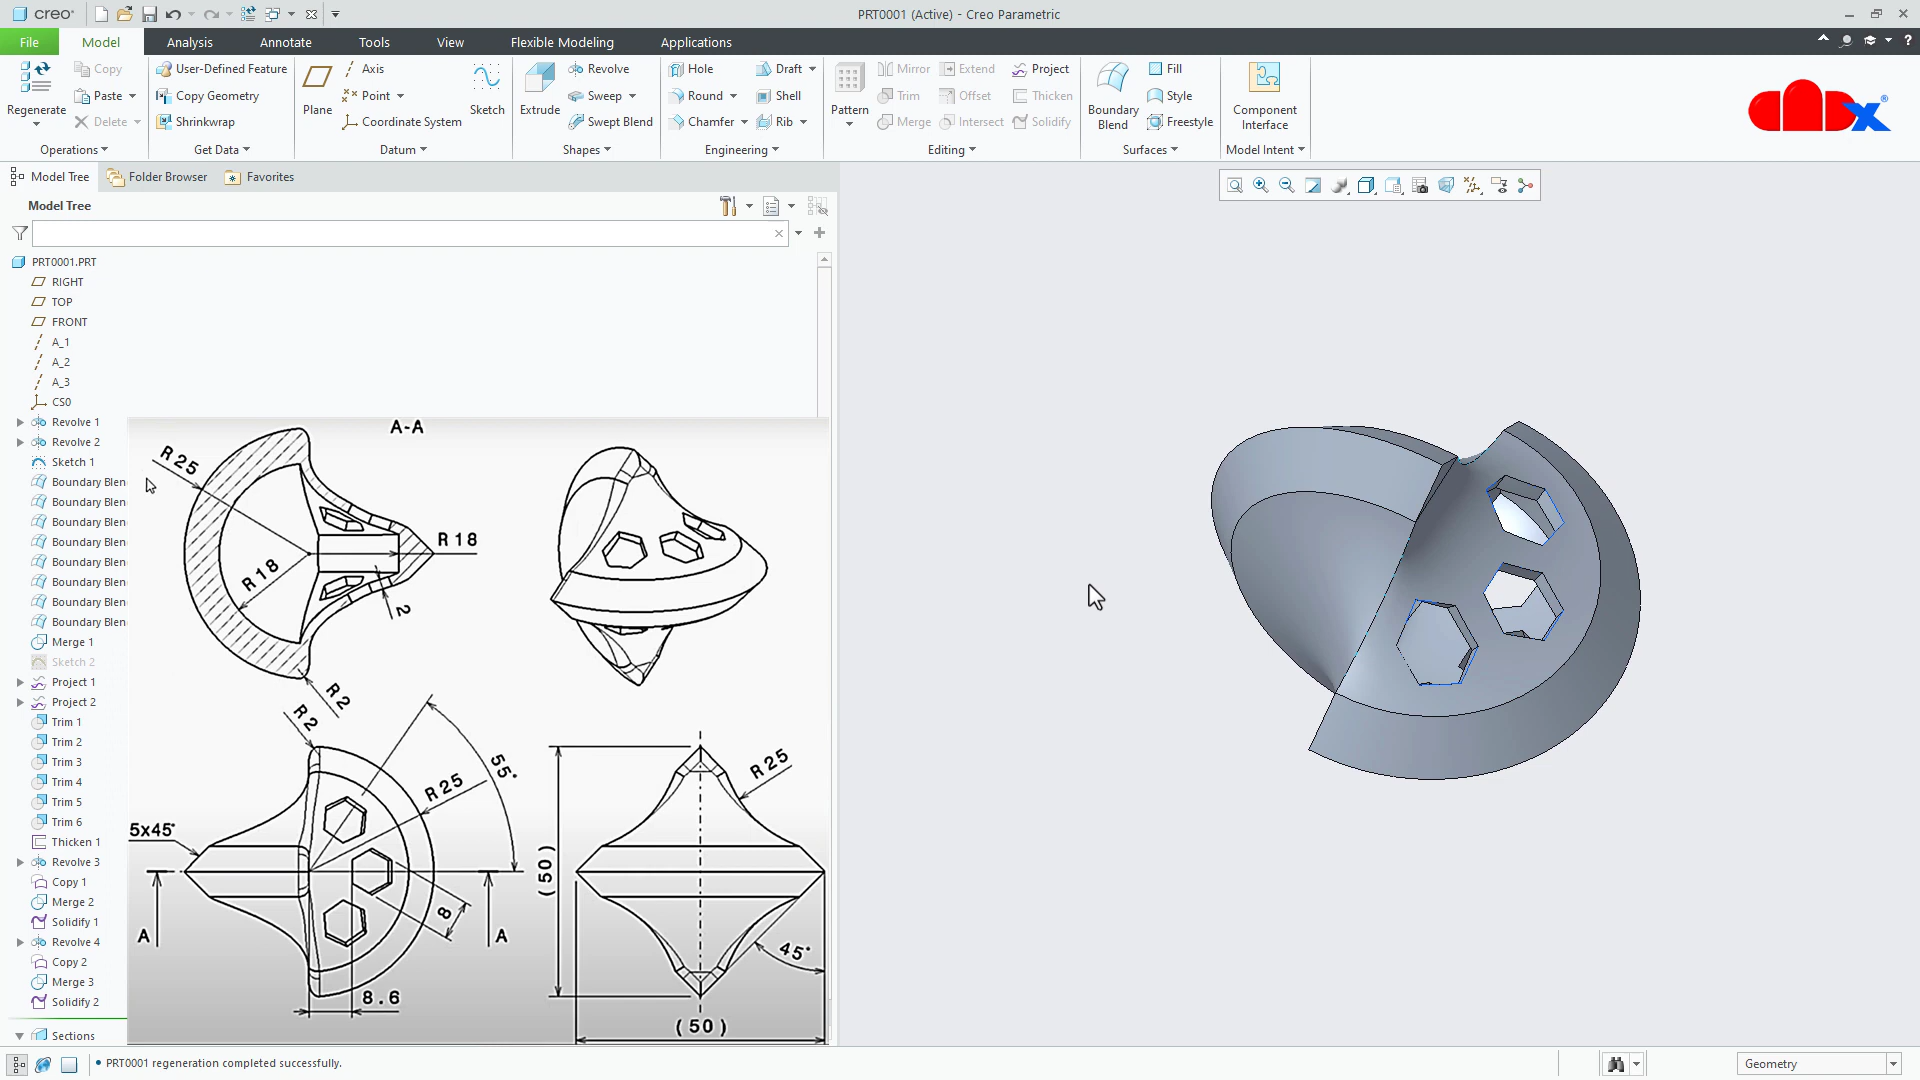 creo
PRT0001 (Active) - Creo Parametric
File
Model
Analysis
Annotate
Tools
View
Flexible Modeling
Applications
Regenerate
Copy
Paste
Delete
Operations
User-Defined Feature
Copy Geometry
Shrinkwrap
Get Data
Plane
Axis
Point
Coordinate System
Sketch
Datum
Extrude
Revolve
Sweep
Swept Blend
Shapes
Hole
Round
Chamfer
Draft
Shell
Rib
Engineering
Pattern
Mirror
Trim
Merge
Extend
Offset
Intersect
Project
Thicken
Solidify
Editing
Boundary
Blend
Fill
Style
Freestyle
Surfaces
Component
Interface
Model Intent
CADx®
Model Tree
Folder Browser
Favorites
Model Tree
PRT0001.PRT
RIGHT
TOP
FRONT
A_1
A_2
A_3
CS0
Revolve 1
Revolve 2
Sketch 1
Boundary Blen
Boundary Blen
Boundary Blen
Boundary Blen
Boundary Blen
Boundary Blen
Boundary Blen
Boundary Blen
Merge 1
Sketch 2
Project 1
Project 2
Trim 1
Trim 2
Trim 3
Trim 4
Trim 5
Trim 6
Thicken 1
Revolve 3
Copy 1
Merge 2
Solidify 1
Revolve 4
Copy 2
Merge 3
Solidify 2
Sections
A-A
R25
R18
R18
2
R2
R2
55°
R25
5x45°
8
A
A
8.6
(50)
R25
45°
(50)
PRT0001 regeneration completed successfully.
Geometry